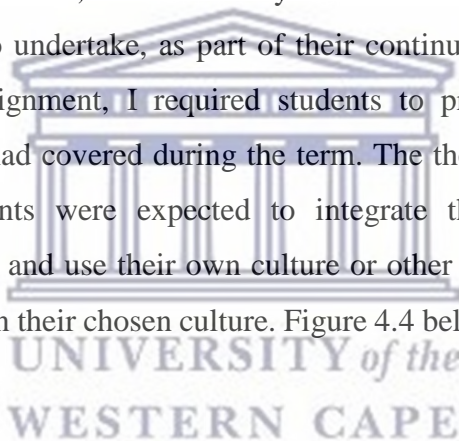 o undertake, as part of their continu
ignment, I required students to pr
ad covered during the term. The the
nts were expected to integrate th
and use their own culture or other
n their chosen culture. Figure 4.4 bel
UNIVERSITY of the
WESTERN CAPE